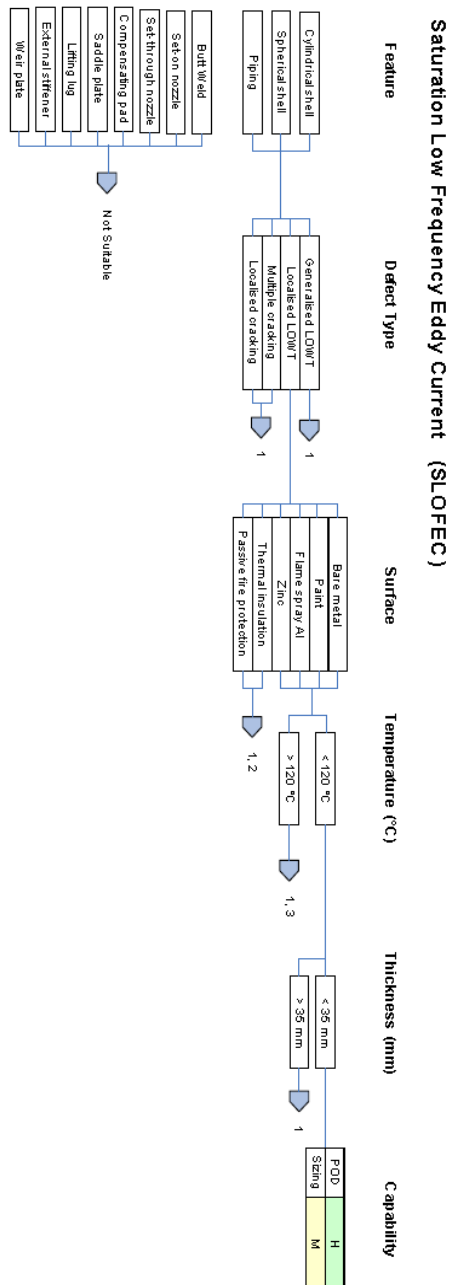 Saturation Low Frequency Eddy Current (SLOFEC)
Feature
Defect Type
Surface
Temperature (°C)
Thickness (mm)
Capability
Cylindrical shell
Spherical shell
Piping
Generalised LOWT
Localised LOWT
Multiple cracking
Localised cracking
1
1
Bare metal
Paint
Flame spray Al
Zinc
Thermal insulation
Passive fire protection
1, 2
< 120 °C
> 120 °C
1, 3
< 35 mm
> 35 mm
1
POD H
Sizing M
Butt Weld
Set-on nozzle
Set-through nozzle
Compensating pad
Saddle plate
Lifting lug
External stiffener
Weir plate
Not Suitable